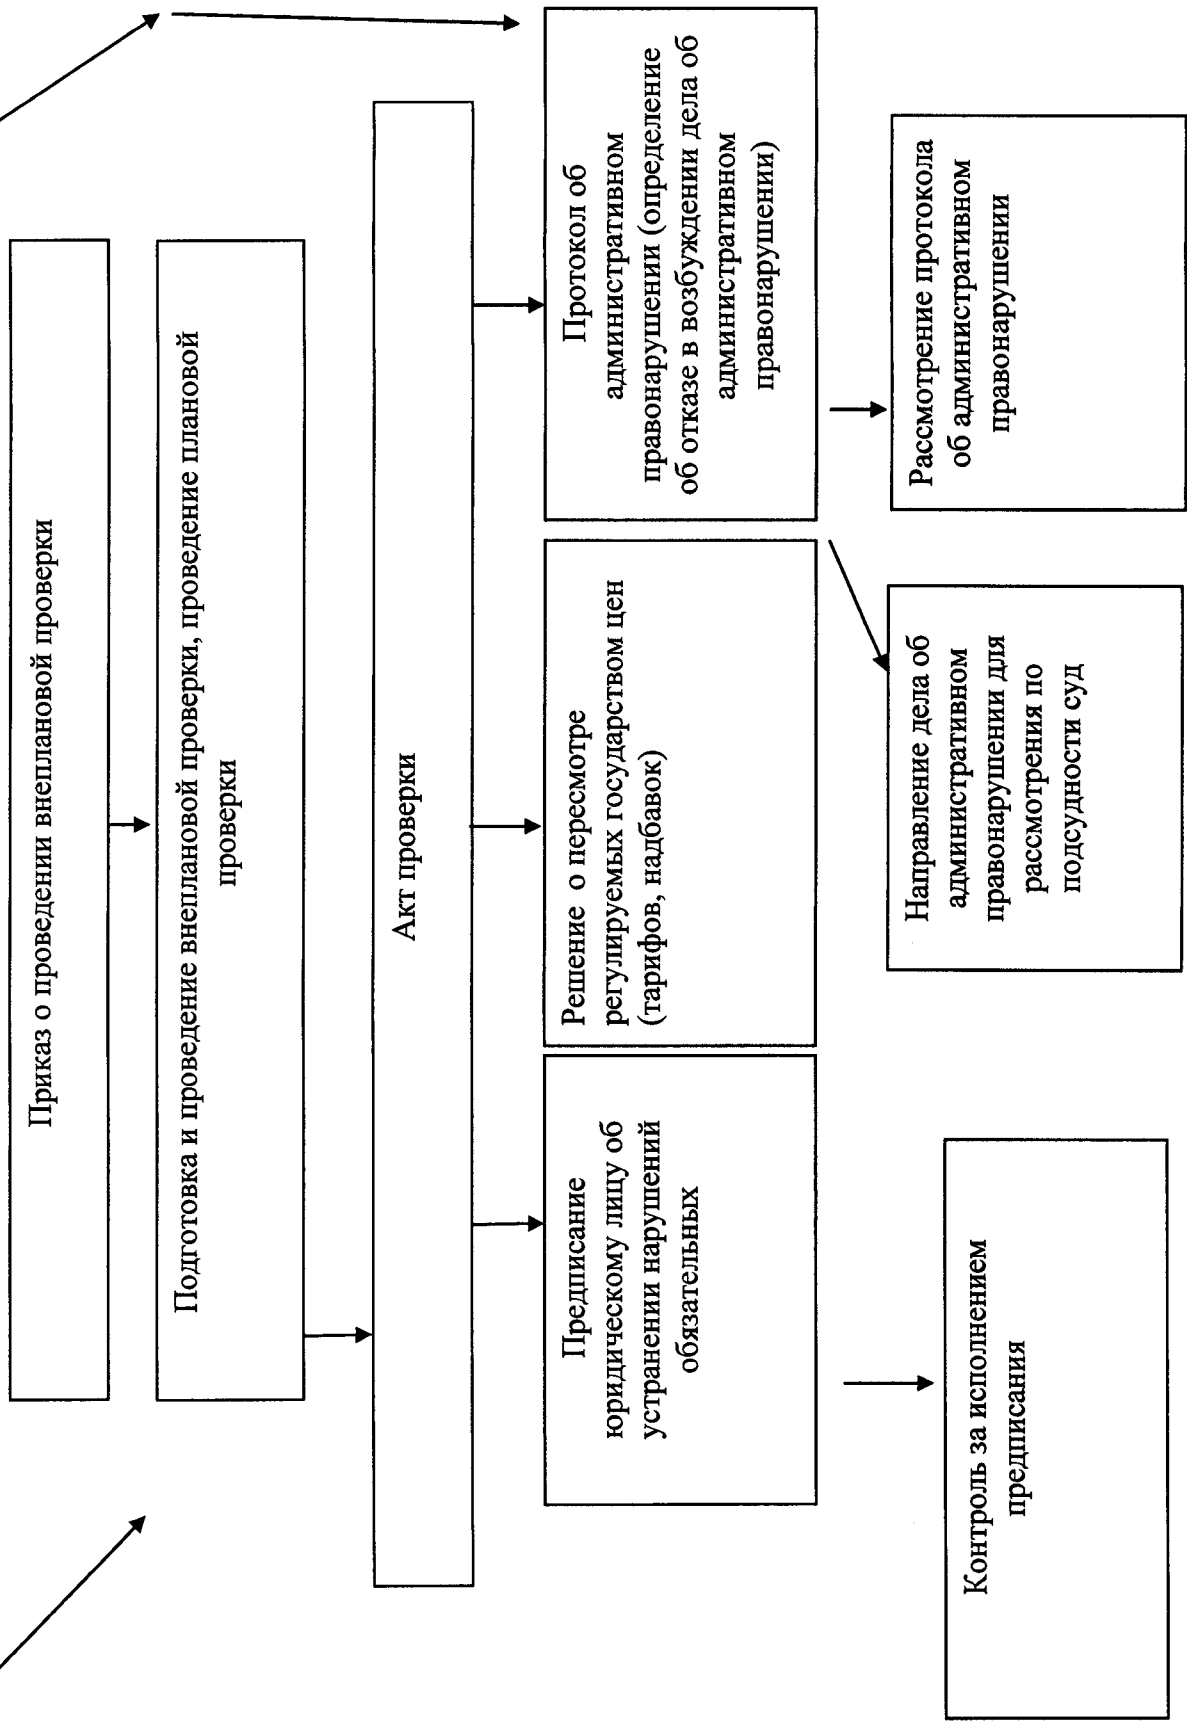 Приказ о проведении внеплановой проверки
Подготовка и проведение внеплановой проверки, проведение плановой
проверки
Акт проверки
Предписание
юридическому лицу об
устранении нарушений
обязательных
Решение о пересмотре
регулируемых государством цен
(тарифов, надбавок)
Протокол об
административном
правонарушении (определение
об отказе в возбуждении дела об
административном
правонарушении)
Контроль за исполнением
предписания
Направление дела об
административном
правонарушении для
рассмотрения по
подсудности суд
Рассмотрение протокола
об административном
правонарушении